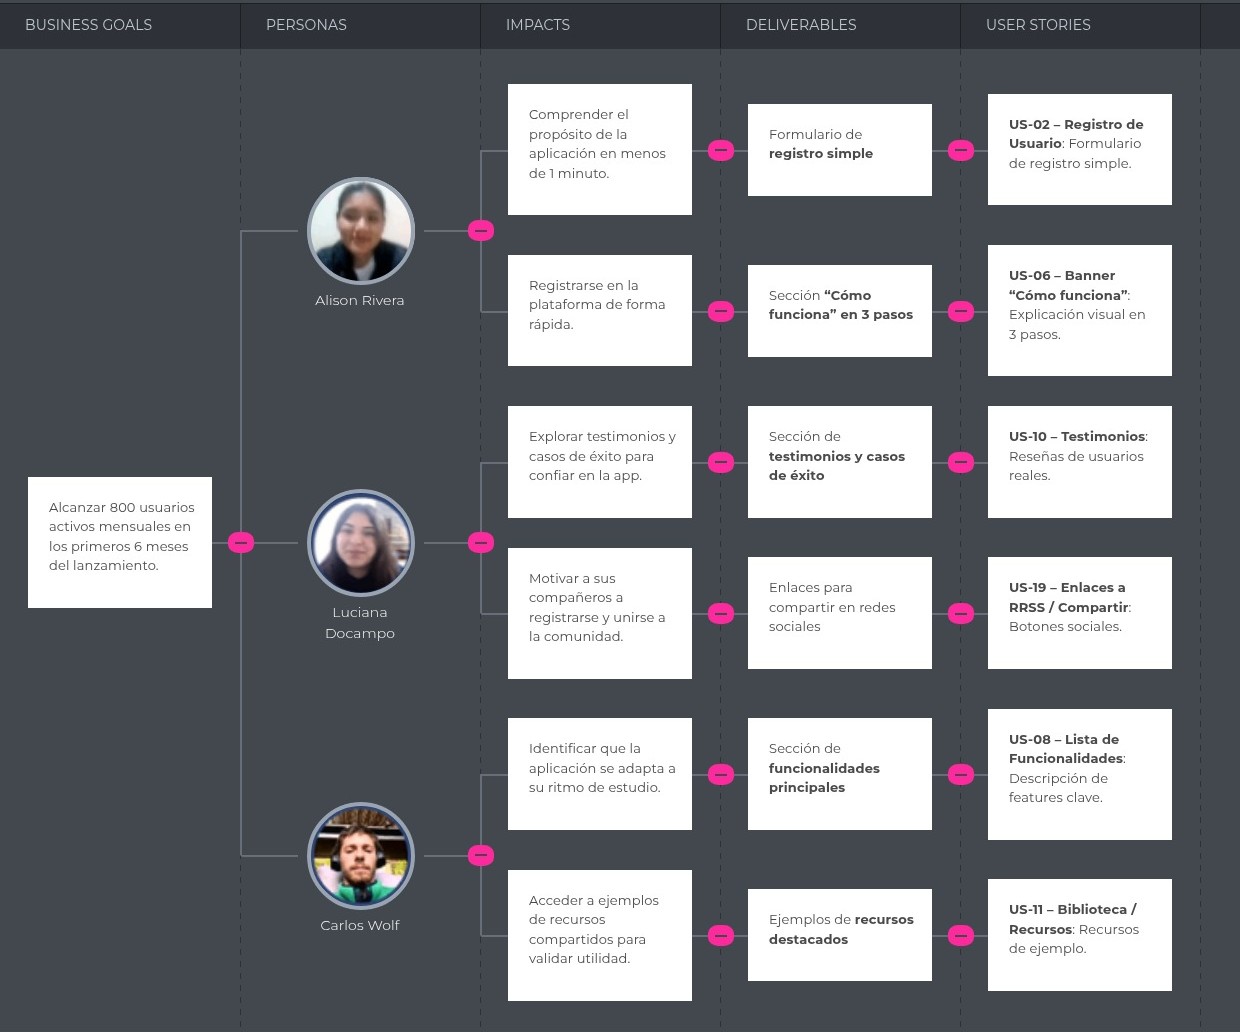 BUSINESS GOALS
PERSONAS
IMPACTS
DELIVERABLES
USER STORIES
Alcanzar 800 usuarios
activos mensuales en
los primeros 6 meses
del lanzamiento.
Alison Rivera
Comprender el
propósito de la
aplicación en menos
de 1 minuto.
Formulario de
registro simple
US-02 – Registro de
Usuario: Formulario
de registro simple.
Registrarse en la
plataforma de forma
rápida.
Sección “Cómo
funciona” en 3 pasos
US-06 – Banner
“Cómo funciona”:
Explicación visual en
3 pasos.
Luciana
Docampo
Explorar testimonios y
casos de éxito para
confiar en la app.
Sección de
testimonios y casos
de éxito
US-10 – Testimonios:
Reseñas de usuarios
reales.
Motivar a sus
compañeros a
registrarse y unirse a
la comunidad.
Enlaces para
compartir en redes
sociales
US-19 – Enlaces a
RRSS / Compartir:
Botones sociales.
Carlos Wolf
Identificar que la
aplicación se adapta a
su ritmo de estudio.
Sección de
funcionalidades
principales
US-08 – Lista de
Funcionalidades:
Descripción de
features clave.
Acceder a ejemplos
de recursos
compartidos para
validar utilidad.
Ejemplos de recursos
destacados
US-11 – Biblioteca /
Recursos: Recursos
de ejemplo.